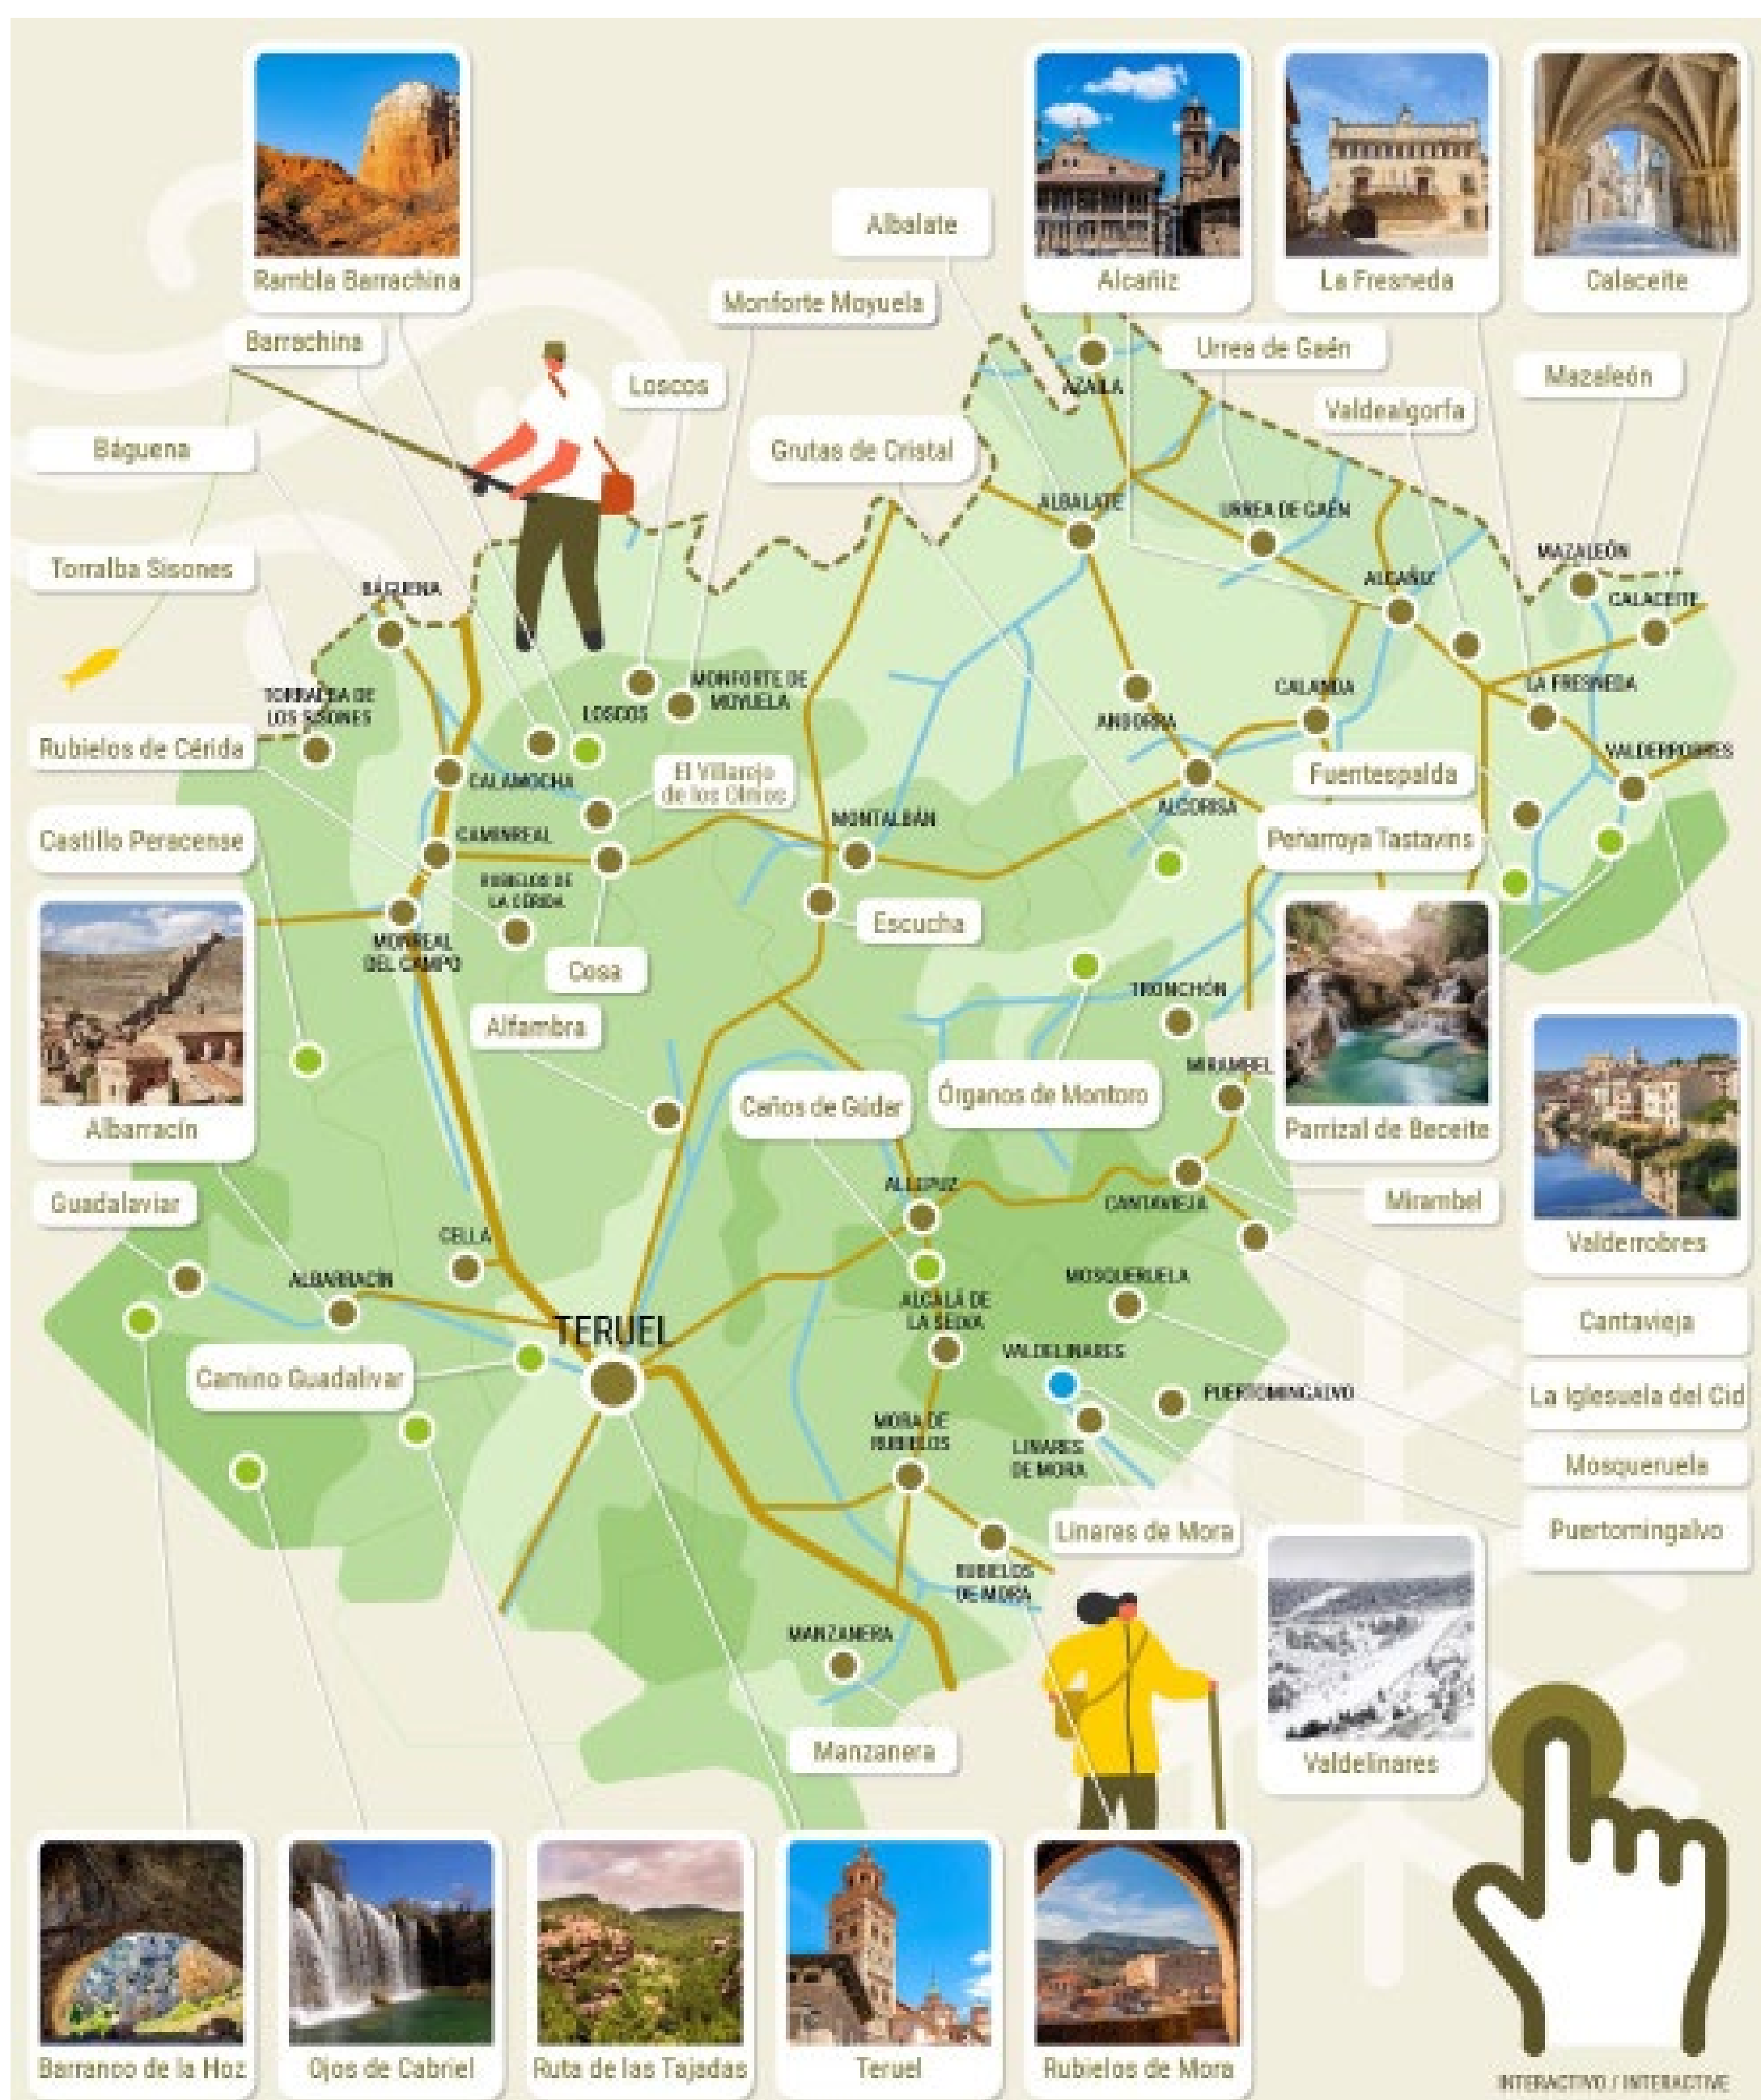 Rambla Barrachina
Alcañiz
La Fresneda
Calaceite
Albalate
Monforte Moyuela
Barrachina
Urrea de Gaén
Loscos
Mazaleón
AZAILA
Valdealgorfa
Báguena
Grutas de Cristal
ALBALATE
URREA DE GAÉN
Torralba Sisones
MAZALEÓN
BÁGUENA
ALCAÑIZ
CALACEITE
TORRALBA DE
LOS SISONES
MONFORTE DE
MOYUELA
LOSCOS
CALANDA
LA FRESNEDA
ANDORRA
Rubielos de Cérida
VALDERROBRES
CALAMOCHA
El Villarejo
de los Olmos
Fuentespalda
ALCORISA
MONTALBÁN
Castillo Peracense
CAMINREAL
Peñarroya Tastavins
RUBIELOS DE
LA CÉRIDA
Escucha
MONREAL
DEL CAMPO
Cosa
TRONCHÓN
Alfambra
MIRAMBEL
Caños de Gúdar
Órganos de Montoro
Albarracín
Parrizal de Beceite
ALLEPUZ
CANTAVIEJA
Mirambel
Guadalaviar
CELLA
Valderrobres
ALBARRACÍN
MOSQUERUELA
ALCALÁ DE
LA SELVA
Cantavieja
TERUEL
VALDELINARES
Camino Guadalivar
PUERTOMINGALVO
La Iglesuela del Cid
MORA DE
RUBIELOS
LINARES
DE MORA
Mosqueruela
Linares de Mora
Puertomingalvo
RUBIELOS
DE MORA
MANZANERA
Manzanera
Valdelinares
Barranco de la Hoz
Ojos de Cabriel
Ruta de las Tajadas
Teruel
Rubielos de Mora
INTERACTIVO / INTERACTIVE